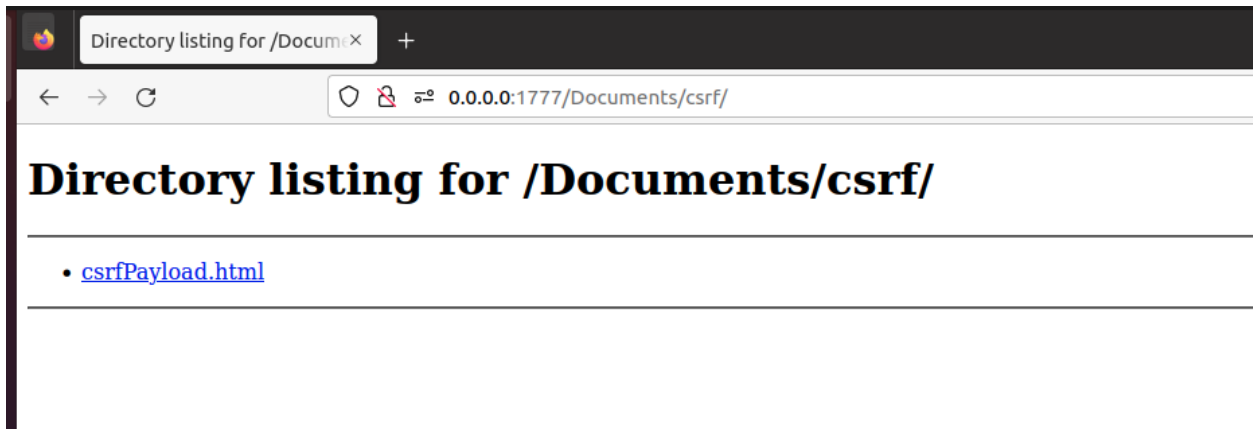 Directory listing for /Docume
0.0.0.0:1777/Documents/csrf/
Directory listing for /Documents/csrf/
csrfPayload.html